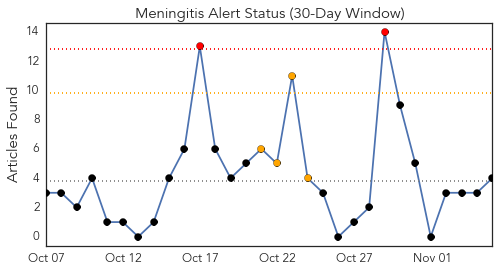 Meningitis Alert Status (30-Day Window)
Articles Found
14
12
10
8
6
4
2
0
Oct 07
Oct 12
Oct 17
Oct 22
Oct 27
Nov 01